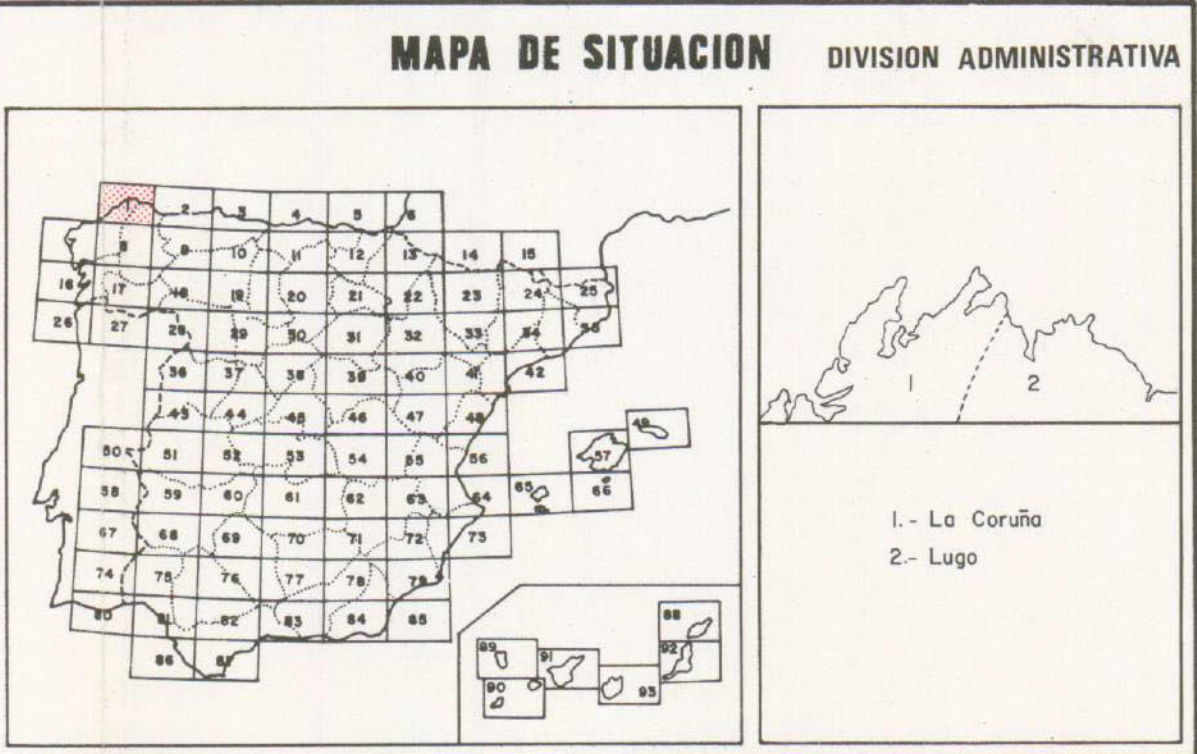 MAPA DE SITUACION
DIVISION ADMINISTRATIVA
1 2 3 4 5 6
8 9 10 11 12 13 14 15
16 17 18 19 20 21 22 23 24 25
26 27 28 29 30 31 32 33 34 35
36 37 38 39 40 41 42
43 44 45 46 47 48
49
50 51 52 53 54 55 56 57
58 59 60 61 62 63 64 65 66
67 68 69 70 71 72 73
74 75 76 77 78 79
80 81 82 83 84 85
86 87
88
89 91 92
90 93
1 2
1.- La Coruña
2.- Lugo